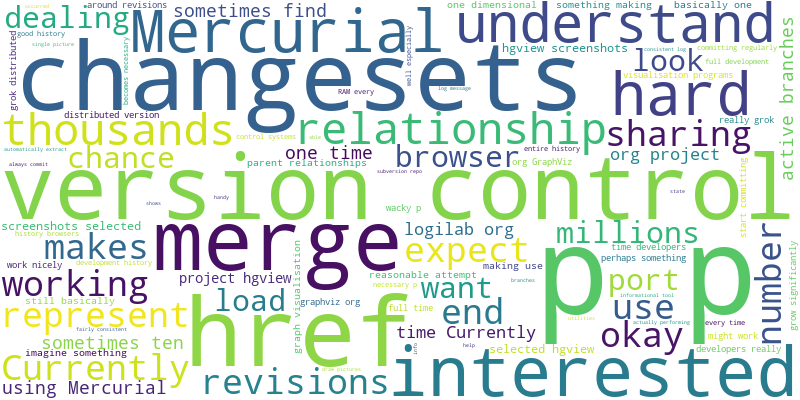 around revisions
one dimensional
something making
basically one
dealing
sometimes find
Mercurial
understand
good history
single picture
hgview screenshots
committing regularly
consistent log
full development
look
visualisation programs
grok distributed
becomes necessary
changesets
well especially
RAM every
log message
hard
active branches
distributed version
thousands
relationship
sharing
really grok
control systems
able
entire history
automatically extract
always commit
chance
one time
browser
org project
parent relationships
org GraphViz
subversion repo
version control
handy
shows
state
wacky p
start committing
screenshots selected
history browsers
logilab org
millions
makes
merge
expect
time developers
perhaps something
number
work nicely
development history
graph visualisation
making use
project hgview
reasonable attempt
necessary p
working
still basically
href
load
graphviz org
want
pp
port
informational tool
grow significantly
represent
full time
end
use
branches
every time
fairly consistent
time Currently
okay
actually performing
might work
sometimes ten
imagine something
info
help
selected hgview
developers really
Currently
draw pictures
using Mercurial
revisions
interested